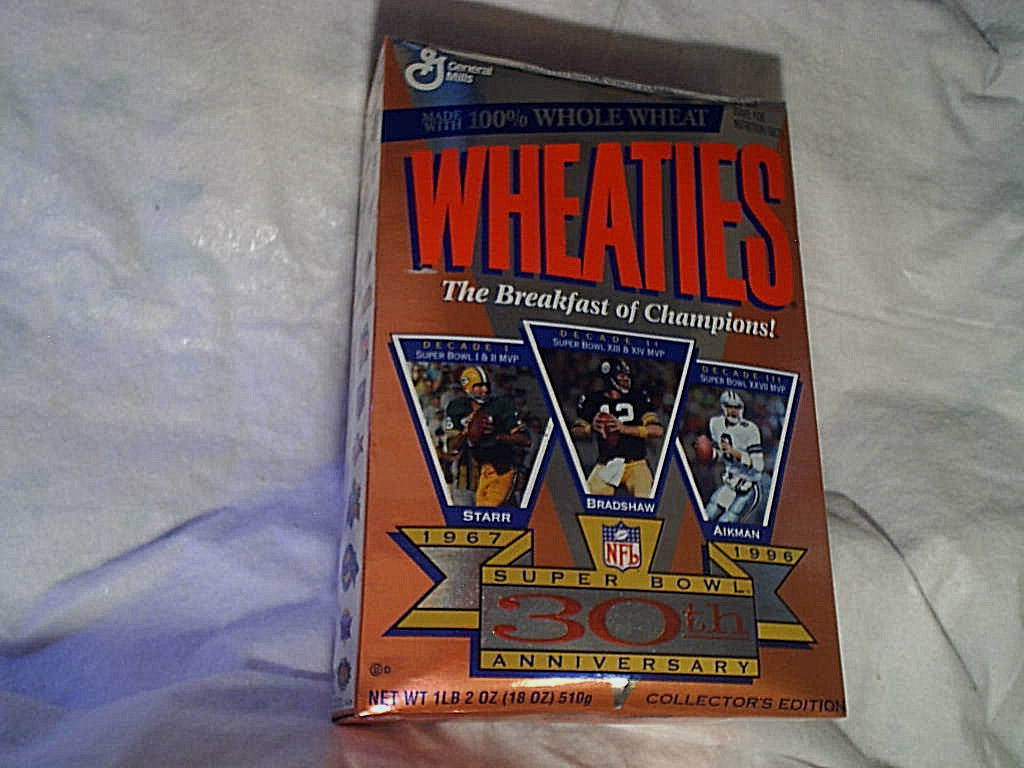 General
Mills
MADE WITH 100% WHOLE WHEAT
WHEATIES
The Breakfast of Champions!
DECADE I
SUPER BOWL I & II MVP
DECADE II
SUPER BOWL XIII & XIV MVP
DECADE III
SUPER BOWL XXVII MVP
12
8
STARR
BRADSHAW
AIKMAN
1967
NFL
1996
SUPER BOWL
30th
ANNIVERSARY
NET WT 1LB 2 OZ (18 OZ) 510g
COLLECTOR'S EDITION